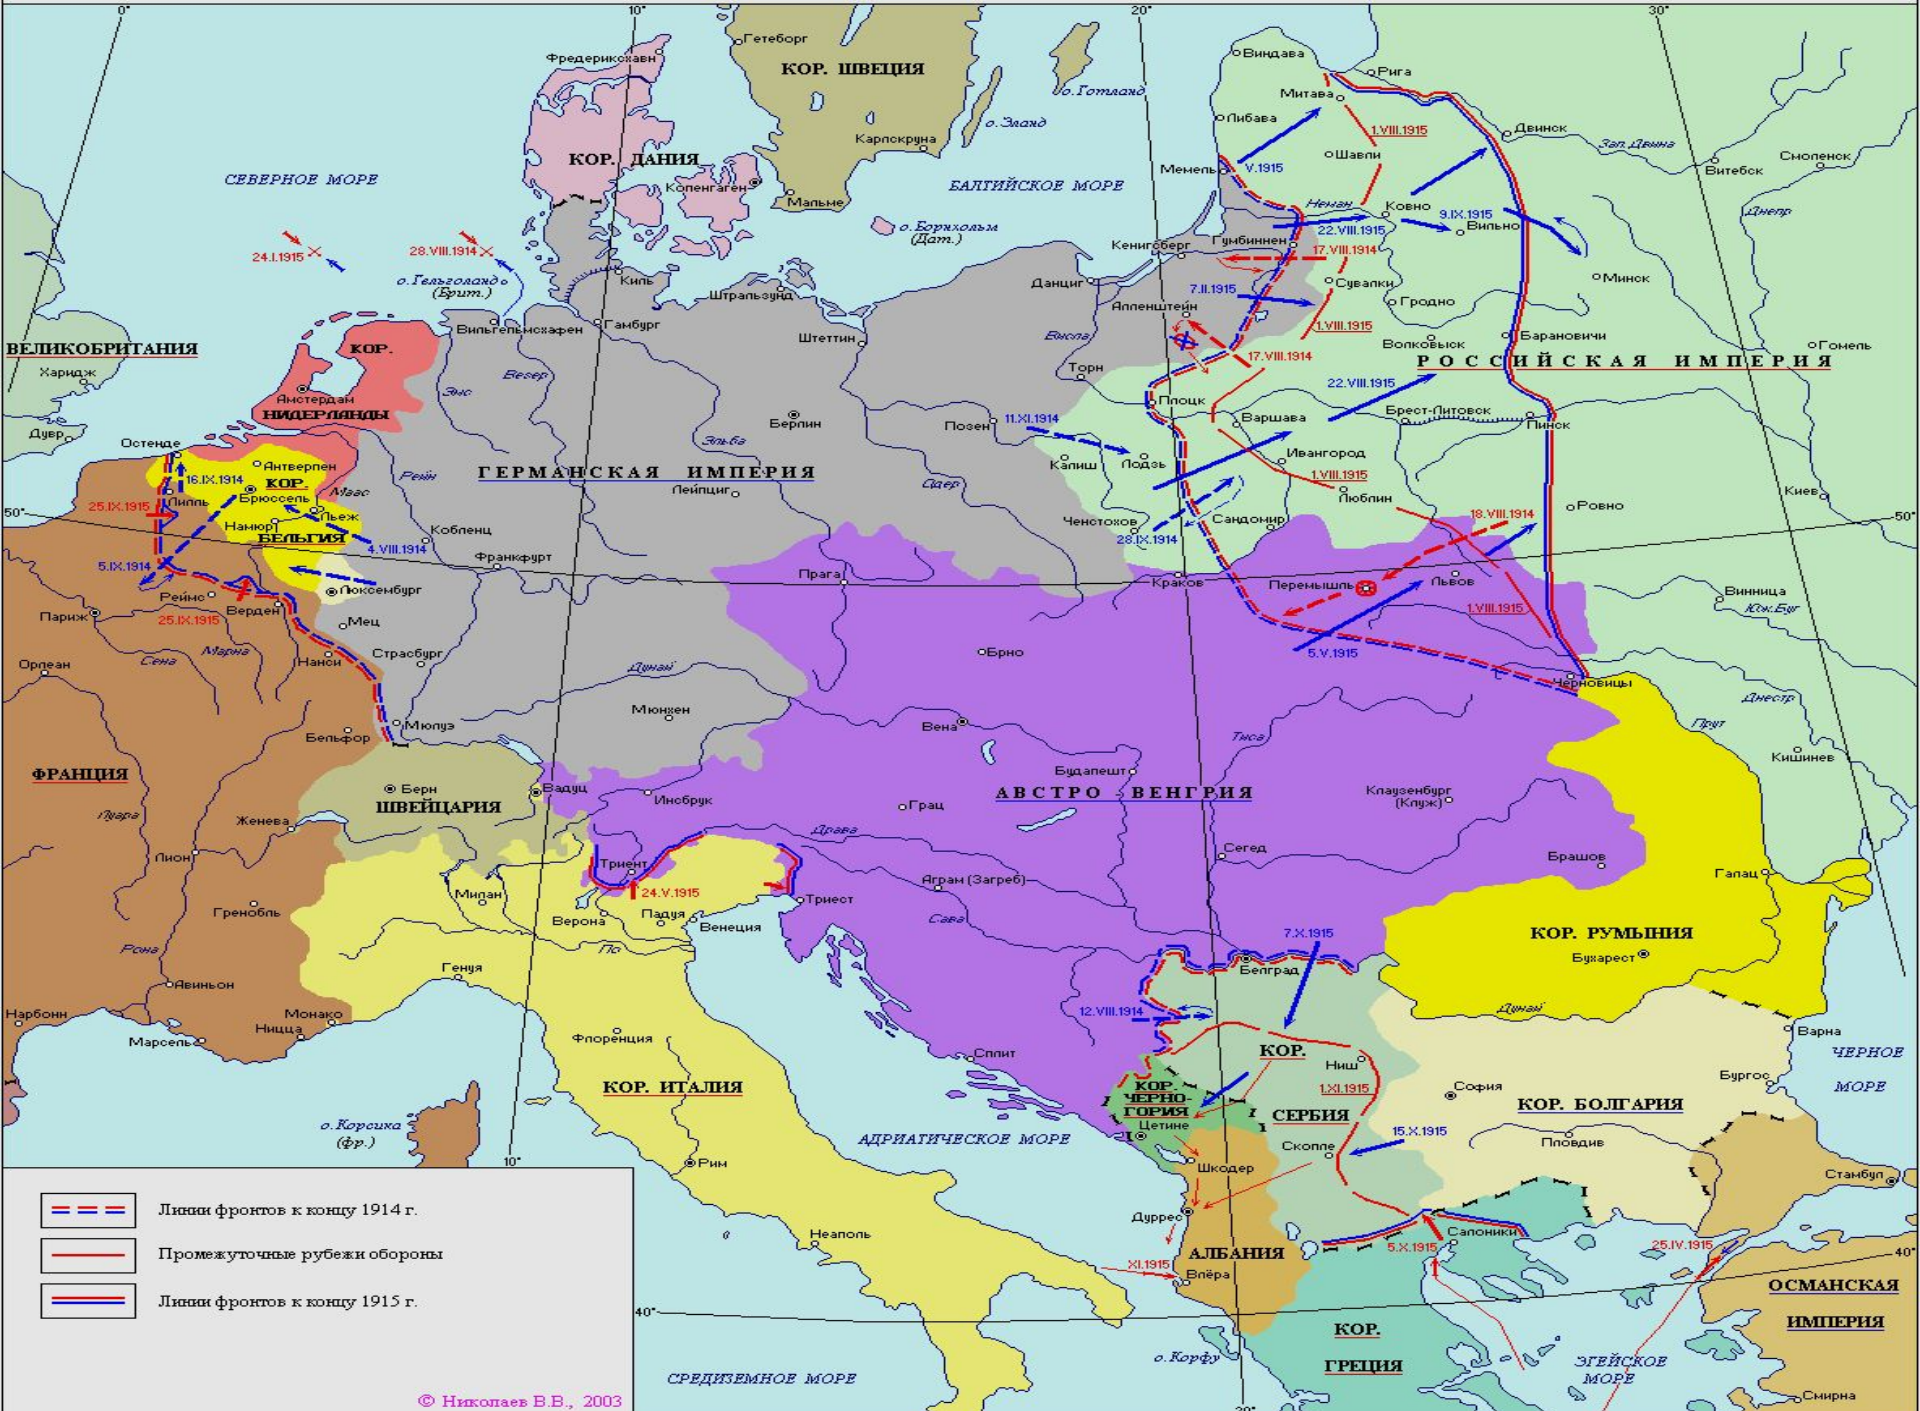 0°
10°
20°
30°
Гетеборг
Фредериксхавн
КОР. ШВЕЦИЯ
о.Готланд
о.Эланд
Карлскруна
Виндава
Рига
Митава
Либава
1.VIII.1915
Двинск
Зап.Двина
Смоленск
Витебск
КОР. ДАНИЯ
Копенгаген
Мальме
СЕВЕРНОЕ МОРЕ
БАЛТИЙСКОЕ МОРЕ
Шавли
Мемель
V.1915
Неман
Ковно
9.IX.1915
Вильно
Днепр
о.Борнхольм
(Дат.)
22.VIII.1915
Кенигсберг
Гумбиннен
17.VIII.1914
24.I.1915
28.VIII.1914
о.Гельголанд
(Брит.)
Киль
Штральзунд
Данциг
7.II.1915
Сувалки
Минск
Гродно
Алленштейн
Вильгельмсхафен
Гамбург
Штеттин
Висла
1.VIII.1915
Волковыск
Барановичи
Гомель
ВЕЛИКОБРИТАНИЯ
КОР.
Харидж
Амстердам
НИДЕРЛАНДЫ
Эмс
Везер
Торн
17.VIII.1914
РОССИЙСКАЯ ИМПЕРИЯ
22.VIII.1915
Плоцк
Варшава
Брест-Литовск
Пинск
Берлин
Позен
11.XI.1914
Дувр
Остенде
Эльба
Калиш
Лодзь
Ивангород
1.VIII.1915
Антверпен
16.IX.1914
КОР.
Брюссель
Маас
Рейн
ГЕРМАНСКАЯ ИМПЕРИЯ
Одер
Лейпциг
Люблин
Киев
25.IX.1915
Лилль
50°
Намюр
Льеж
БЕЛЬГИЯ
4.VIII.1914
Кобленц
Ченстохов
Сандомир
18.VIII.1914
Ровно
50°
28.IX.1914
5.IX.1914
Франкфурт
Прага
Краков
Перемышль
Львов
Люксембург
Реймс
Верден
25.IX.1915
Париж
Мец
1.VIII.1915
Винница
Юж.Буг
Орлеан
Сена
Марна
Нанси
Страсбург
Дунай
Брно
5.V.1915
Черновицы
Днестр
Мюнхен
Мюлуз
Бельфор
Вена
Тиса
Прут
Кишинев
ФРАНЦИЯ
Берн
ШВЕЙЦАРИЯ
Вадуц
Инсбрук
Будапешт
АВСТРО - ВЕНГРИЯ
Грац
Клаузенбург
(Клуж)
Луара
Женева
Лион
Драва
Сегед
Брашов
Триент
Галац
Милан
24.V.1915
Аграм (Загреб)
Триест
Гренобль
Верона
Падуя
Венеция
Сава
Рона
По
7.X.1915
КОР. РУМЫНИЯ
Бухарест
Генуя
Белград
Авиньон
Нарбонн
Монако
Ницца
12.VIII.1914
Дунай
Варна
Марсель
Флоренция
Сплит
КОР.
Ниш
ЧЕРНОЕ
МОРЕ
КОР. ИТАЛИЯ
КОР.
ЧЕРНО-
ГОРИЯ
1.XI.1915
София
Бургос
КОР. БОЛГАРИЯ
о.Корсика
(фр.)
СЕРБИЯ
Цетине
15.X.1915
Пловдив
АДРИАТИЧЕСКОЕ МОРЕ
Скопле
10°
Рим
Шкодер
Стамбул
Линии фронтов к концу 1914 г.
Дуррес
Неаполь
Салоники
5.X.1915
25.IV.1915
40°
Промежуточные рубежи обороны
АЛБАНИЯ
XI.1915
Влёра
ОСМАНСКАЯ
ИМПЕРИЯ
Линии фронтов к концу 1915 г.
40°
КОР.
ГРЕЦИЯ
о.Корфу
ЭГЕЙСКОЕ
МОРЕ
СРЕДИЗЕМНОЕ МОРЕ
Смирна
© Николаев В.В., 2003